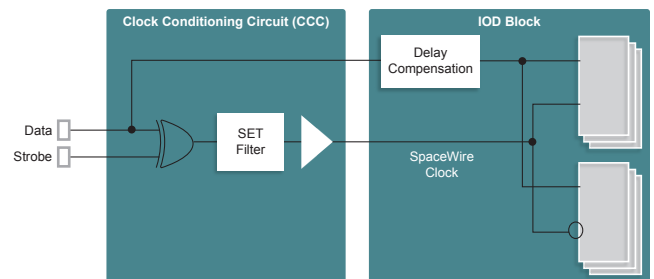 Clock Conditioning Circuit (CCC)
IOD Block
Delay
Compensation
Data
Strobe
SET
Filter
SpaceWire
Clock